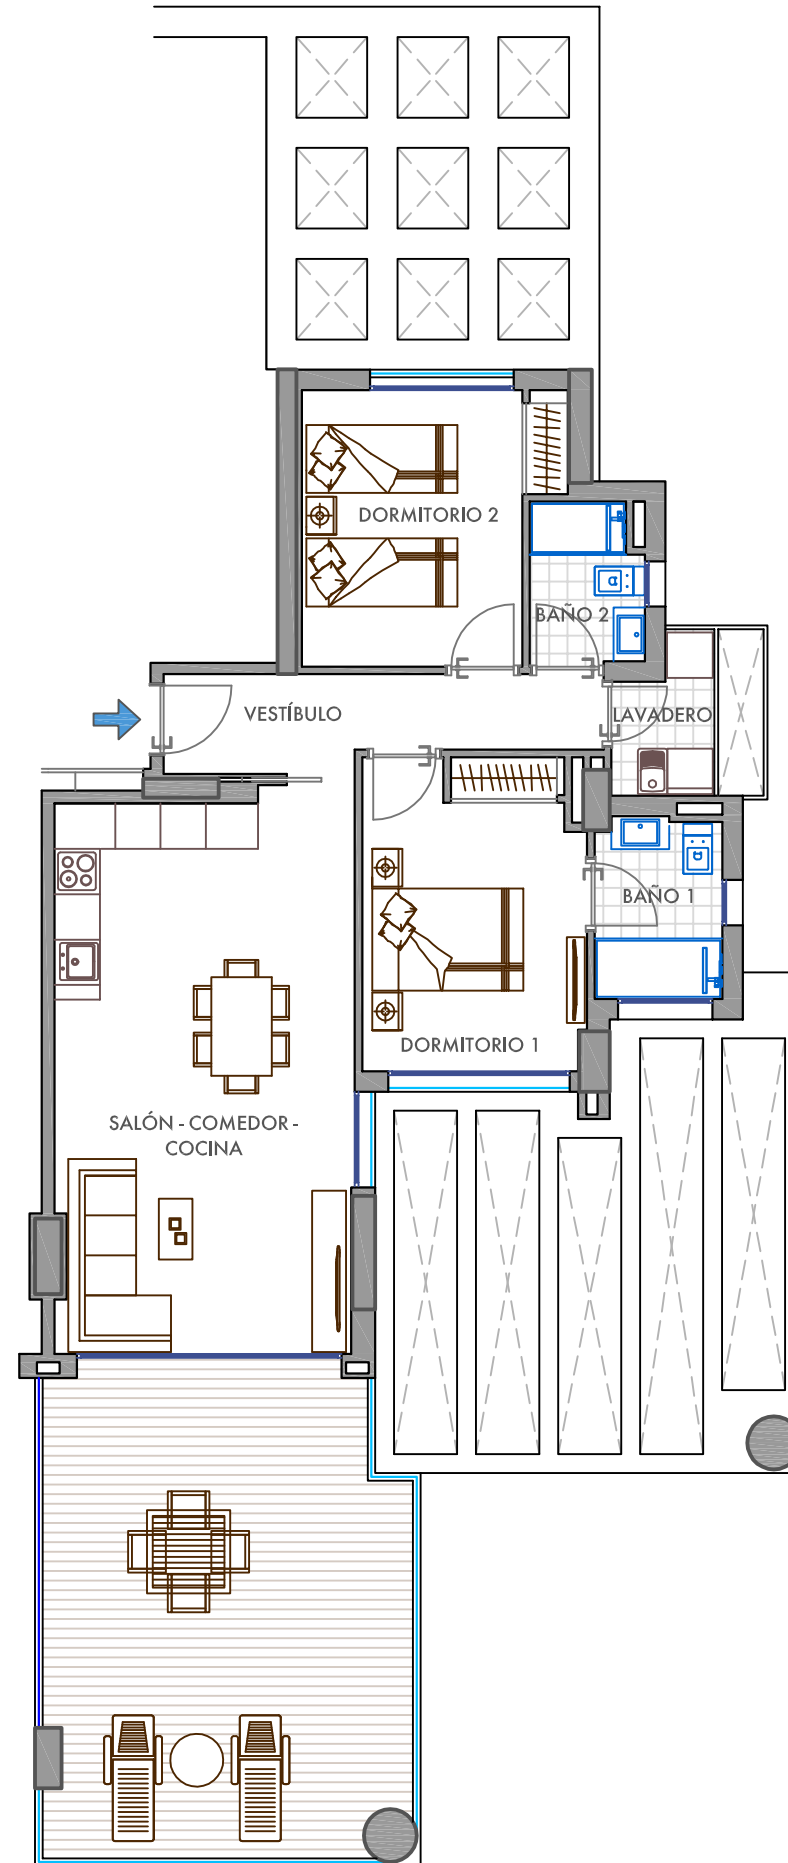 DORMITORIO 2
BAÑO 2
VESTÍBULO
LAVADERO
BAÑO 1
DORMITORIO 1
SALÓN - COMEDOR -
COCINA